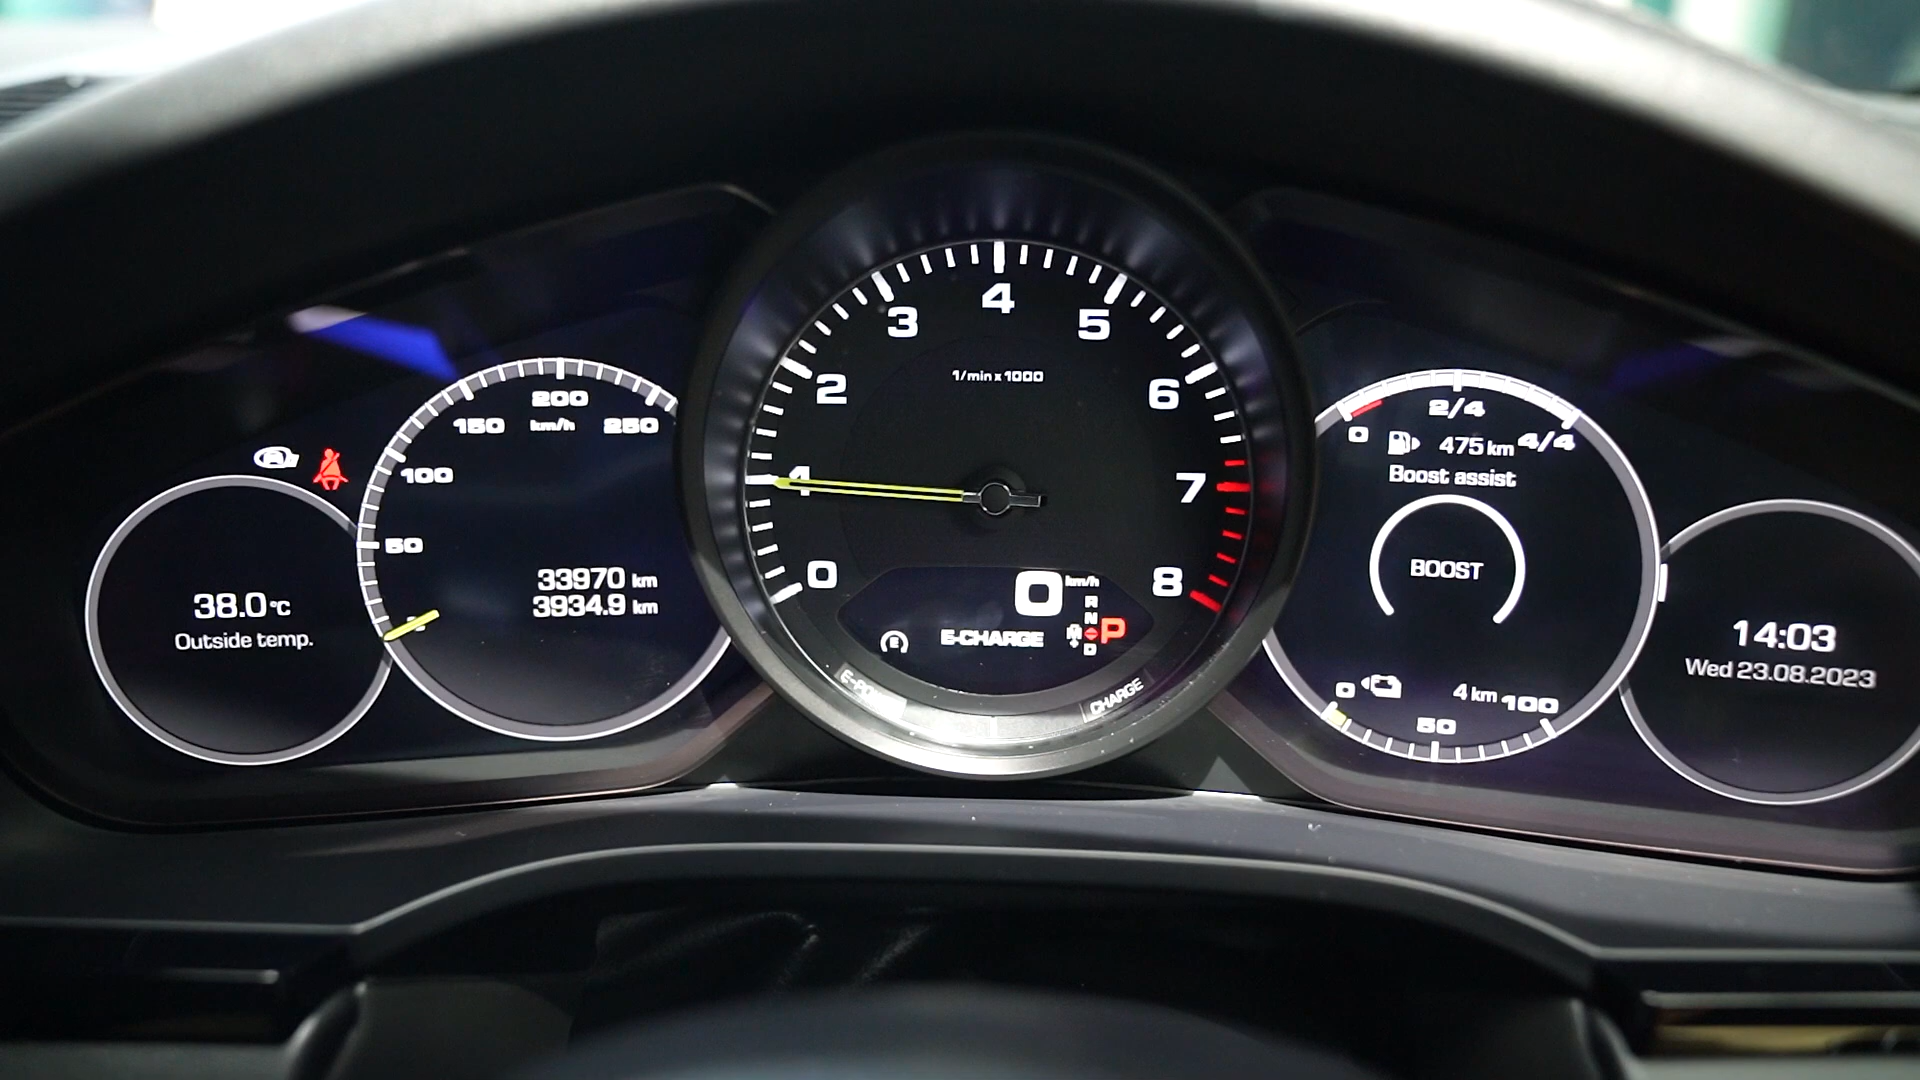 38.0°C
Outside temp.
50
100
150
200
250
km/h
33970 km
3934.9 km
0
1
2
3
4
5
6
7
8
1/min x 1000
0 km/h
R
N
D
M
+
P
E
E-CHARGE
CHARGE
0
2/4
4/4
475 km
Boost assist
BOOST
4 km
0
50
100
14:03
Wed 23.08.2023